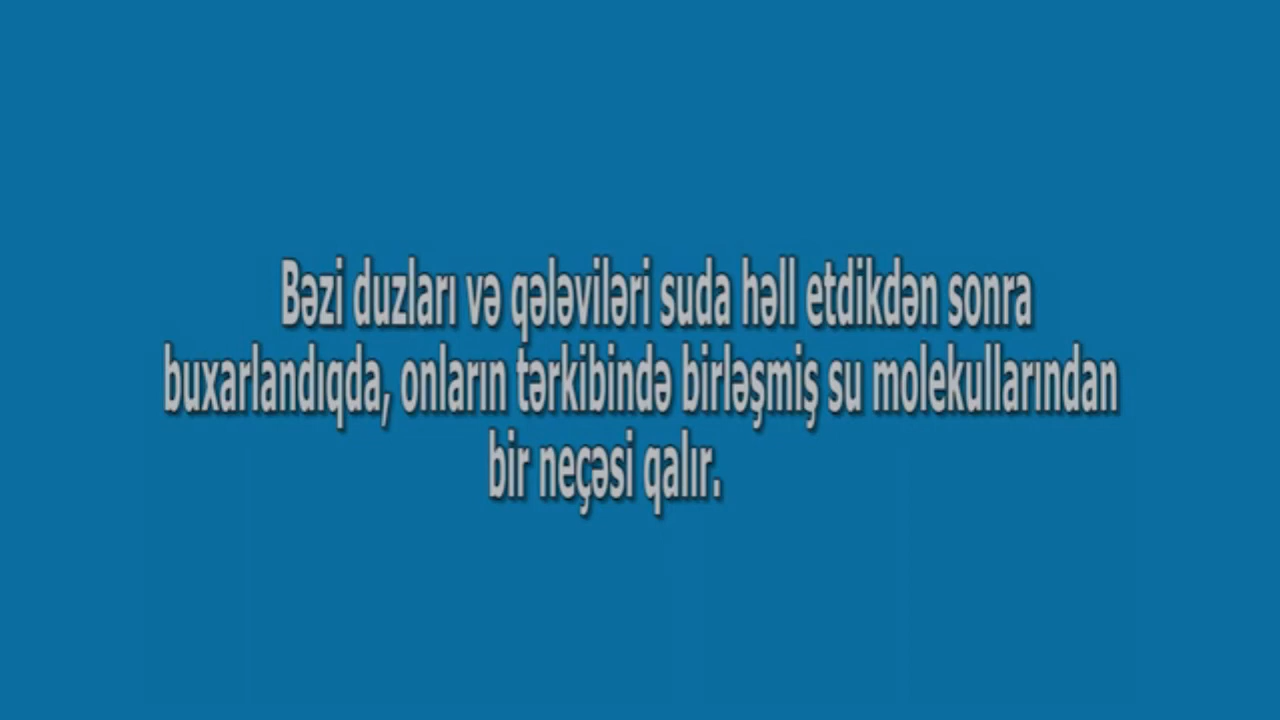 Bəzi duzları və qələviləri suda həll etdikdən sonra
buxarlandıqda, onların tərkibində birləşmiş su molekullarından
bir neçəsi qalır.